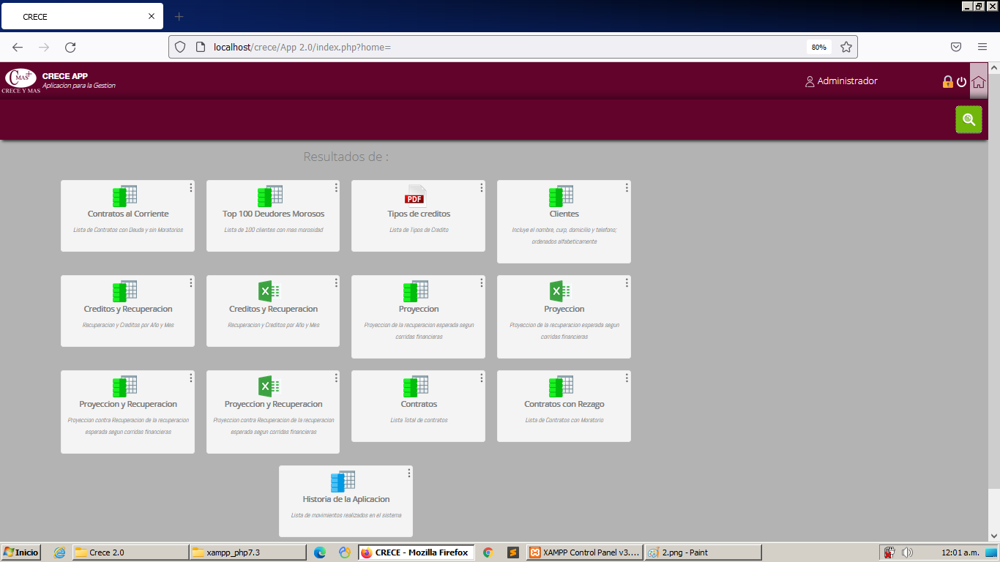 CRECE
localhost/crece/App 2.0/index.php?home=
80%
C MAS+
CRECE Y MAS
CRECE APP
Aplicacion para la Gestion
Administrador
Resultados de :
Contratos al Corriente
Lista de Contratos con Deuda y sin Moratorios
Top 100 Deudores Morosos
Lista de 100 clientes con mas morosidad
PDF
Tipos de creditos
Lista de Tipos de Credito
Clientes
Incluye el nombre, curp, domicilio y telefono;
ordenados alfabeticamente
Creditos y Recuperacion
Recuperacion y Creditos por Año y Mes
X
Creditos y Recuperacion
Recuperacion y Creditos por Año y Mes
Proyeccion
Proyeccion de la recuperacion esperada segun
corridas financieras
X
Proyeccion
Proyeccion de la recuperacion esperada segun
corridas financieras
Proyeccion y Recuperacion
Proyeccion contra Recuperacion de la recuperacion
esperada segun corridas financieras
X
Proyeccion y Recuperacion
Proyeccion contra Recuperacion de la recuperacion
esperada segun corridas financieras
Contratos
Lista Total de contratos
Contratos con Rezago
Lista de Contratos con Moratorio
Historia de la Aplicacion
Lista de movimientos realizados en el sistema
Inicio
Crece 2.0
xampp_php7.3
CRECE - Mozilla Firefox
XAMPP Control Panel v3....
2.png - Paint
12:01 a.m.